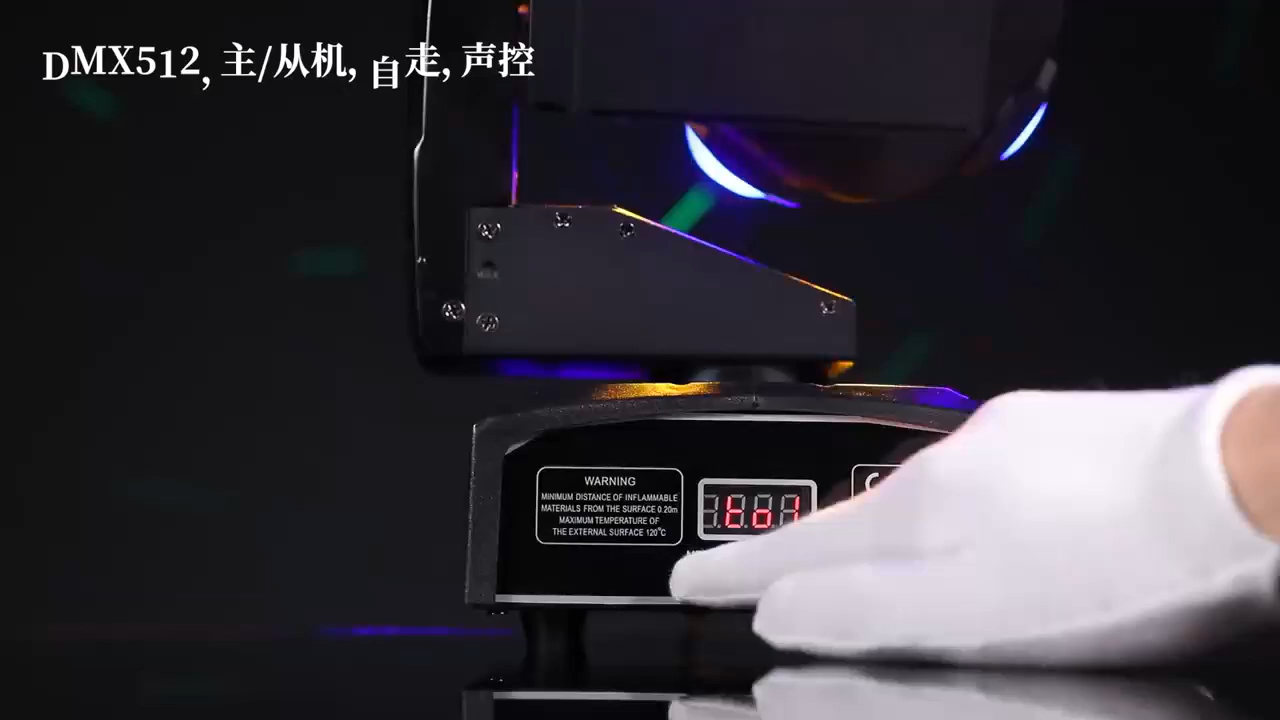 DMX512, 主/从机, 自走, 声控
WARNING
MINIMUM DISTANCE OF INFLAMMABLE
MATERIALS FROM THE SURFACE 0.20m
MAXIMUM TEMPERATURE OF
THE EXTERNAL SURFACE 120°C